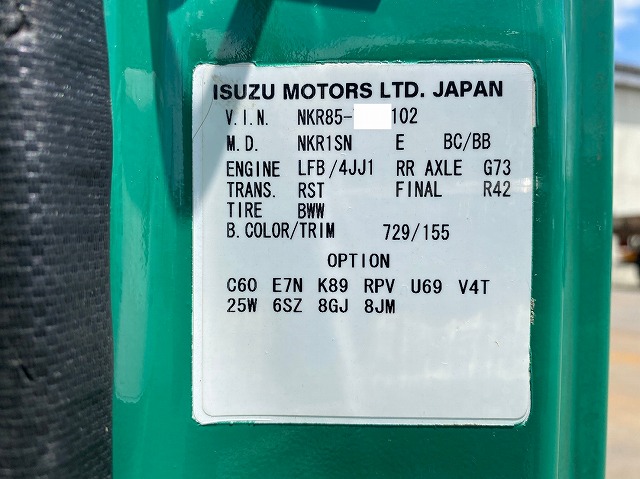 ISUZU MOTORS LTD. JAPAN
V.I.N. NKR85- 102
M.D. NKR1SN E BC/BB
ENGINE LFB/4JJ1 RR AXLE G73
TRANS. RST FINAL R42
TIRE BWW
B.COLOR/TRIM 729/155
OPTION
C60 E7N K89 RPV U69 V4T
25W 6SZ 8GJ 8JM